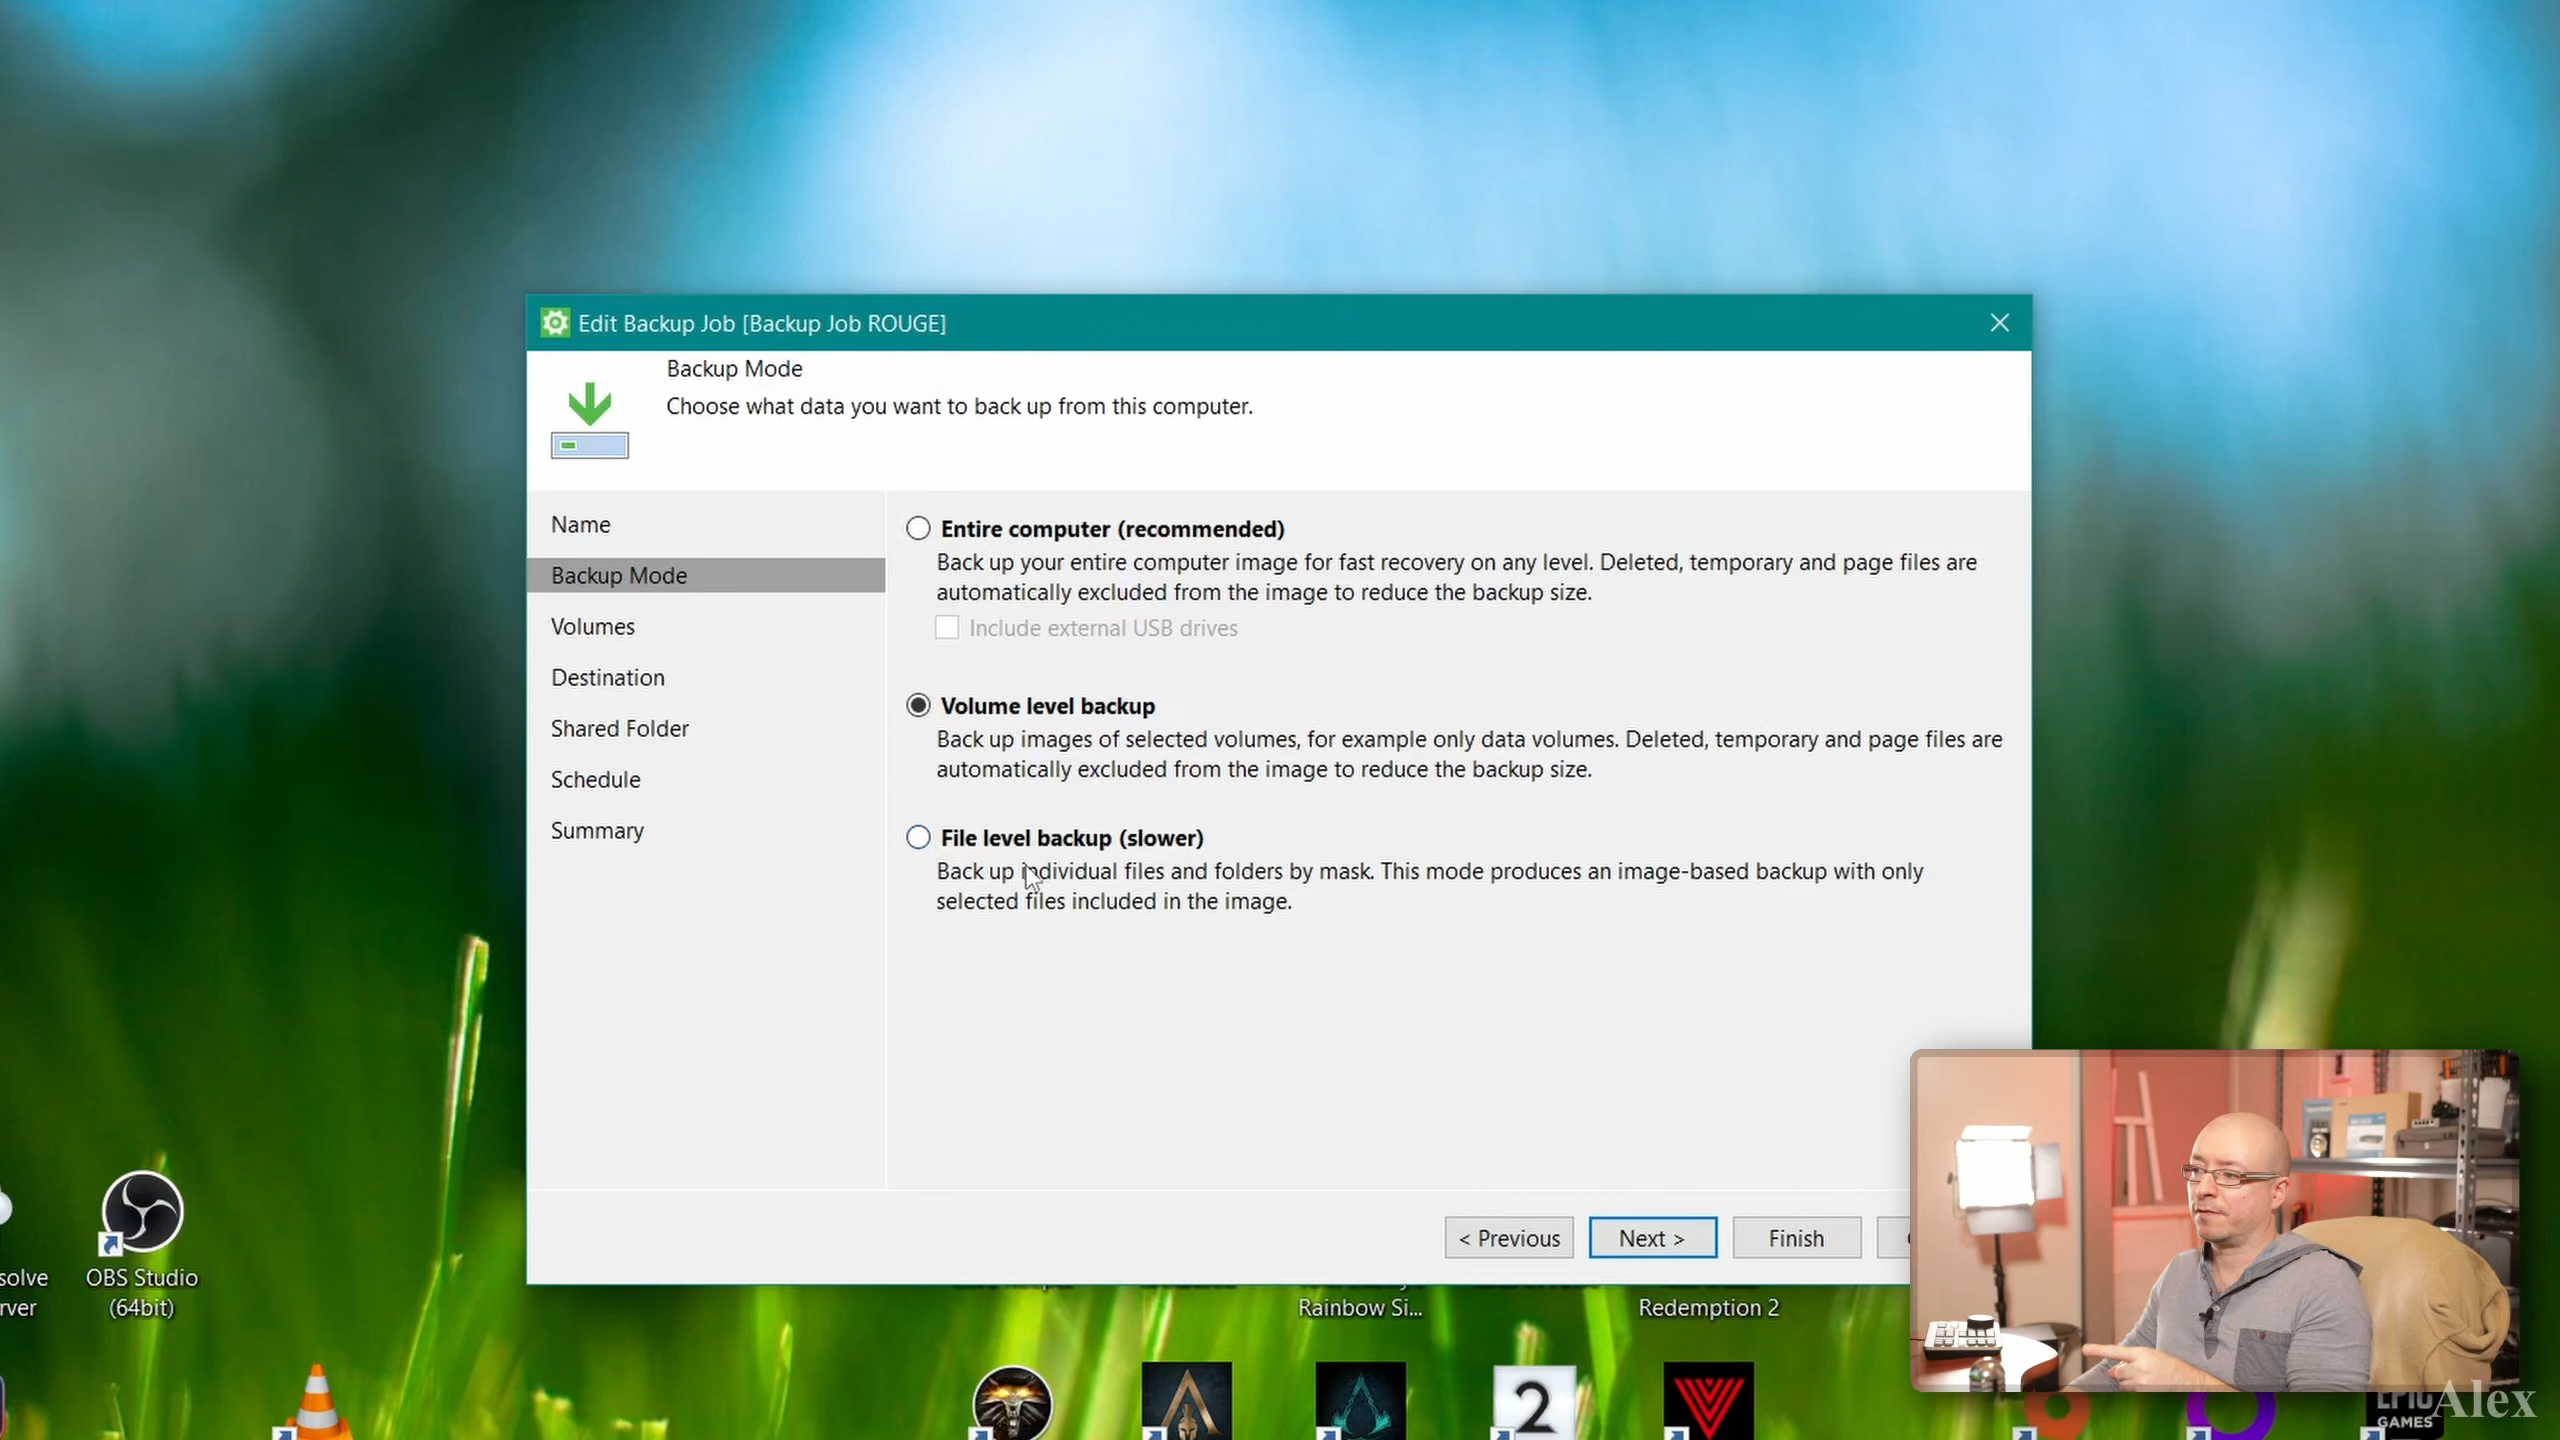 Edit Backup Job [Backup Job ROUGE]
Backup Mode
Choose what data you want to back up from this computer.
Name
Backup Mode
Volumes
Destination
Shared Folder
Schedule
Summary
Entire computer (recommended)
Back up your entire computer image for fast recovery on any level. Deleted, temporary and page files are
automatically excluded from the image to reduce the backup size.
Include external USB drives
Volume level backup
Back up images of selected volumes, for example only data volumes. Deleted, temporary and page files are
automatically excluded from the image to reduce the backup size.
File level backup (slower)
Back up individual files and folders by mask. This mode produces an image-based backup with only
selected files included in the image.
< Previous
Next >
Finish
solve
rver
OBS Studio
(64bit)
Rainbow Si...
Redemption 2
2
EPIC
GAMES
Alex